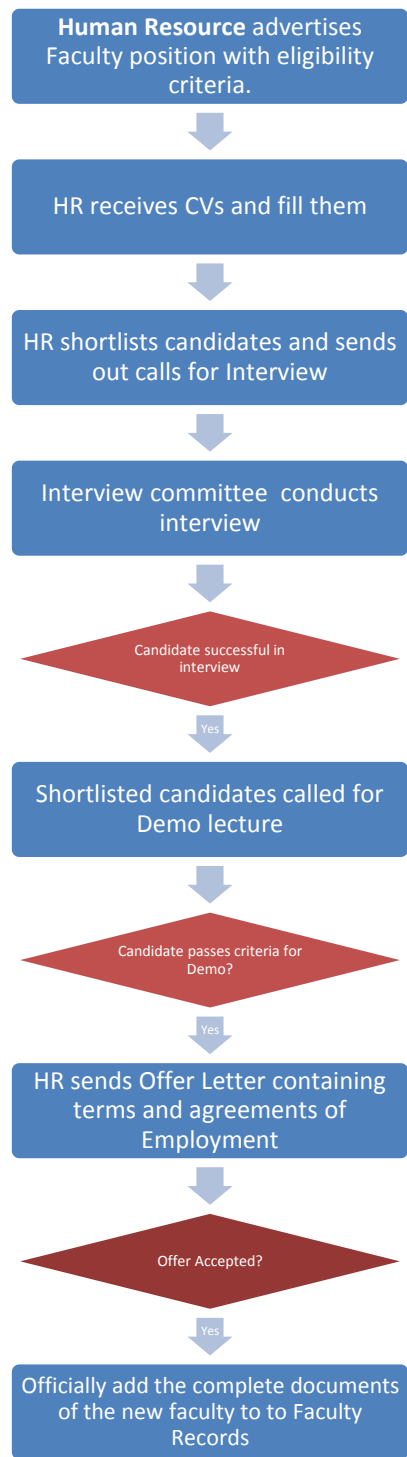 Human Resource advertises
Faculty position with eligibility
criteria.
HR receives CVs and fill them
HR shortlists candidates and sends
out calls for Interview
Interview committee conducts
interview
Candidate successful in
interview
Yes
Shortlisted candidates called for
Demo lecture
Candidate passes criteria for
Demo?
Yes
HR sends Offer Letter containing
terms and agreements of
Employment
Offer Accepted?
Yes
Officially add the complete documents
of the new faculty to to Faculty
Records